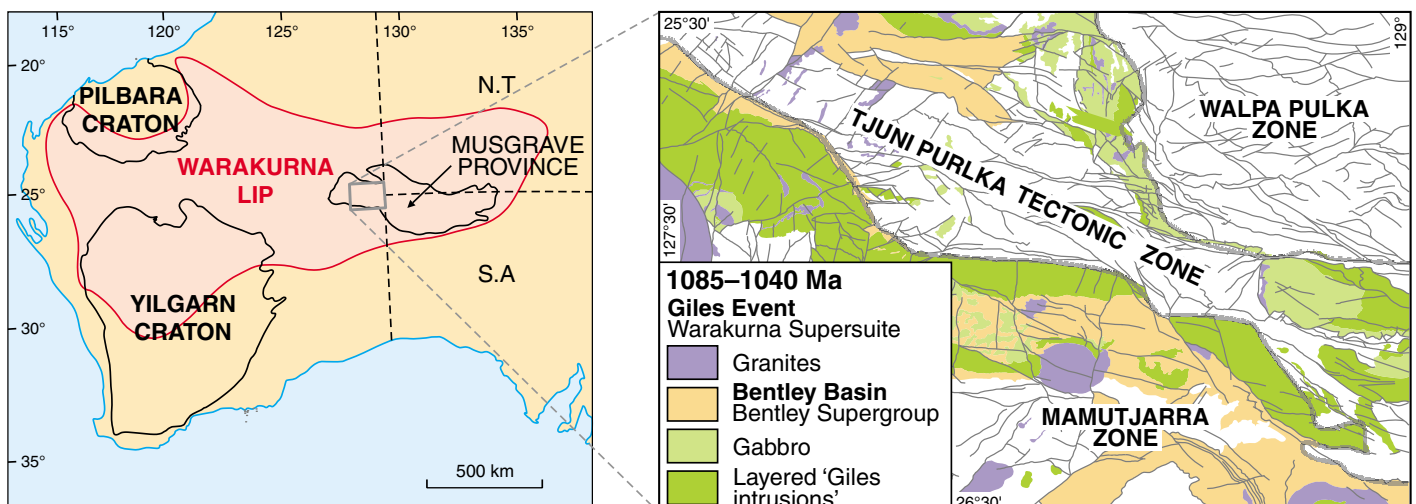 115°
120°
125°
130°
135°
20°
25°
30°
35°
N.T
PILBARA
CRATON
WARAKURNA
LIP
MUSGRAVE
PROVINCE
S.A
YILGARN
CRATON
500 km
25°30'
129°
127°30'
26°30'
WALPA PULKA
ZONE
TJUNI PURLKA TECTONIC ZONE
MAMUTJARRA
ZONE
1085–1040 Ma
Giles Event
Warakurna Supersuite
Granites
Bentley Basin
Bentley Supergroup
Gabbro
Layered ‘Giles
intrusions’